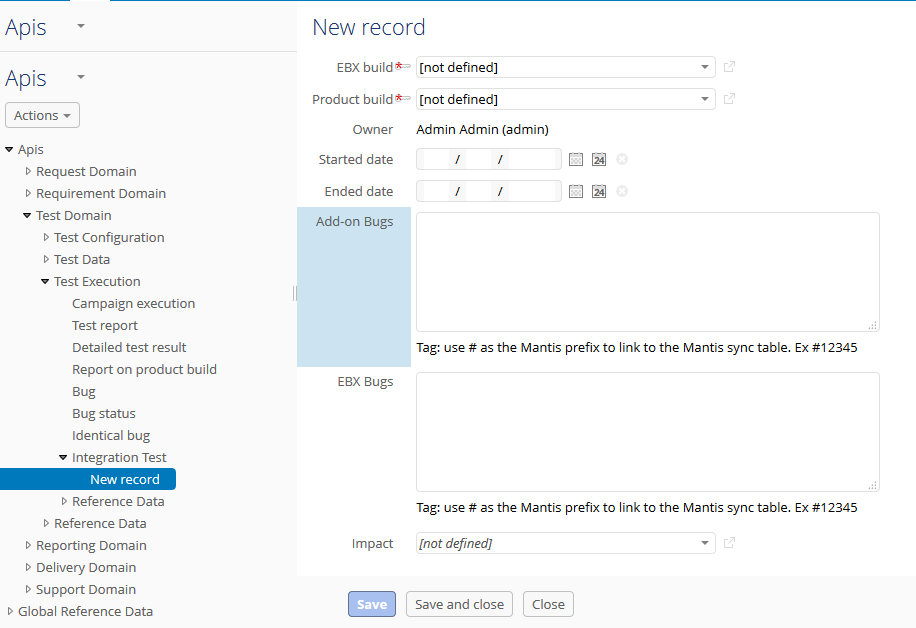 Apis
Apis
Actions
Apis
Request Domain
Requirement Domain
Test Domain
Test Configuration
Test Data
Test Execution
Campaign execution
Test report
Detailed test result
Report on product build
Bug
Bug status
Identical bug
Integration Test
New record
Reference Data
Reference Data
Reporting Domain
Delivery Domain
Support Domain
Global Reference Data
New record
EBX build* [not defined]
Product build* [not defined]
Owner Admin Admin (admin)
Started date / / 24
Ended date / / 24
Add-on Bugs
Tag: use # as the Mantis prefix to link to the Mantis sync table. Ex #12345
EBX Bugs
Tag: use # as the Mantis prefix to link to the Mantis sync table. Ex #12345
Impact [not defined]
Save Save and close Close